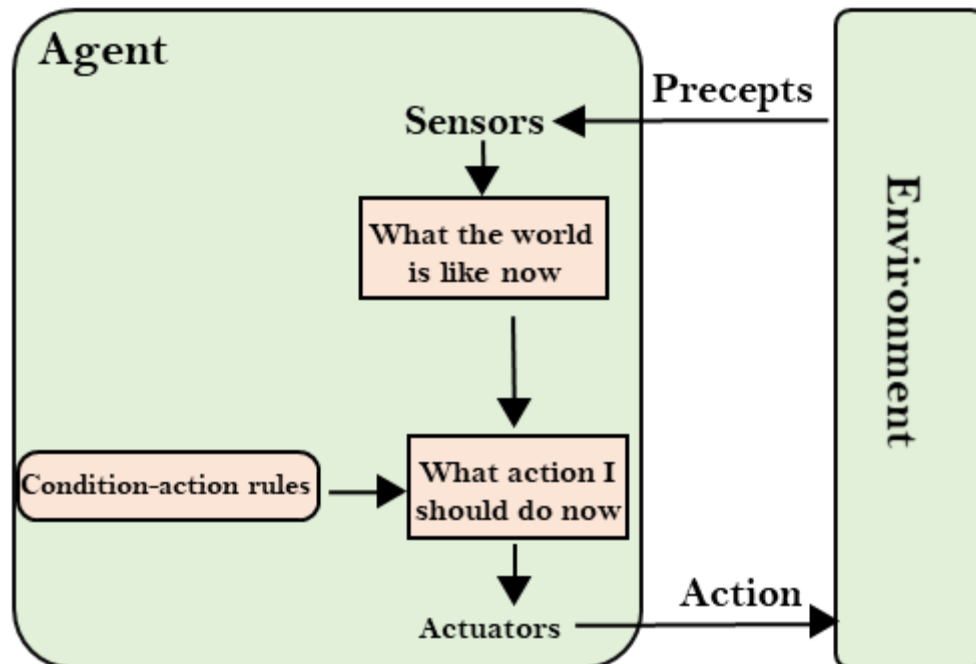 Agent
Precepts
Sensors
What the world
is like now
Environment
Condition-action rules
What action I
should do now
Action
Actuators